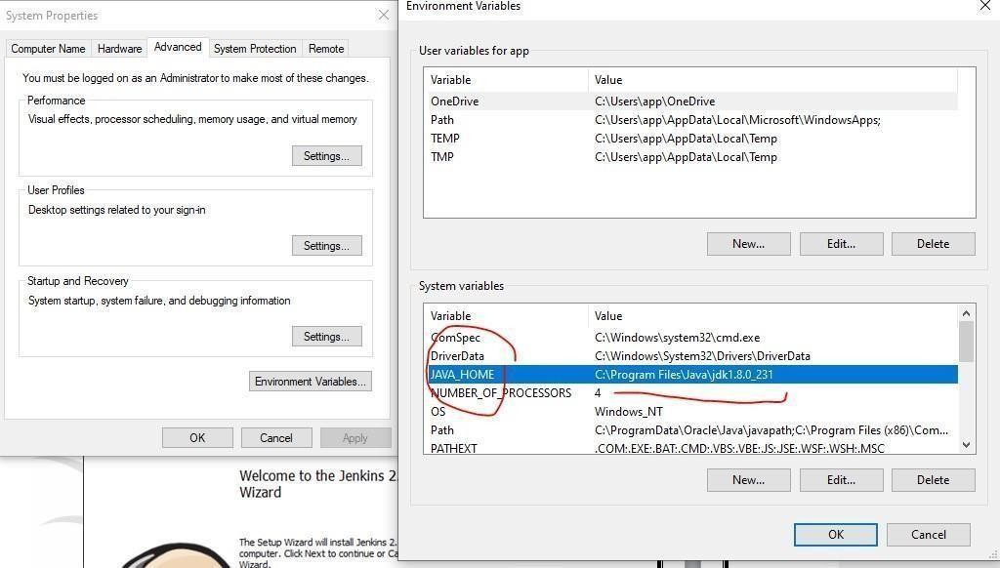 System Properties
Computer Name Hardware Advanced System Protection Remote
You must be logged on as an Administrator to make most of these changes.
Performance
Visual effects, processor scheduling, memory usage, and virtual memory
Settings...
User Profiles
Desktop settings related to your sign-in
Settings...
Startup and Recovery
System startup, system failure, and debugging information
Settings...
Environment Variables...
OK Cancel Apply
Welcome to the Jenkins 2.
Wizard
The Setup Wizard will install Jenkins 2.
computer. Click Next to continue or Ca
Wizard.
Environment Variables
User variables for app
Variable Value
OneDrive C:\Users\app\OneDrive
Path C:\Users\app\AppData\Local\Microsoft\WindowsApps;
TEMP C:\Users\app\AppData\Local\Temp
TMP C:\Users\app\AppData\Local\Temp
New... Edit... Delete
System variables
Variable Value
ComSpec C:\Windows\system32\cmd.exe
DriverData C:\Windows\System32\Drivers\DriverData
JAVA_HOME C:\Program Files\Java\jdk1.8.0_231
NUMBER_OF_PROCESSORS 4
OS Windows_NT
Path C:\ProgramData\Oracle\Java\javapath;C:\Program Files (x86)\Com...
PATHEXT .COM;.EXE;.BAT;.CMD;.VBS;.VBE;.JS;.JSE;.WSF;.WSH;.MSC
New... Edit... Delete
OK Cancel